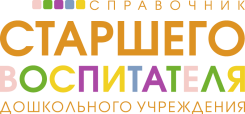 СПРАВОЧНИК
СТАРШЕГО
ВОСПИТАТЕЛЯ
ДОШКОЛЬНОГО УЧРЕЖДЕНИЯ